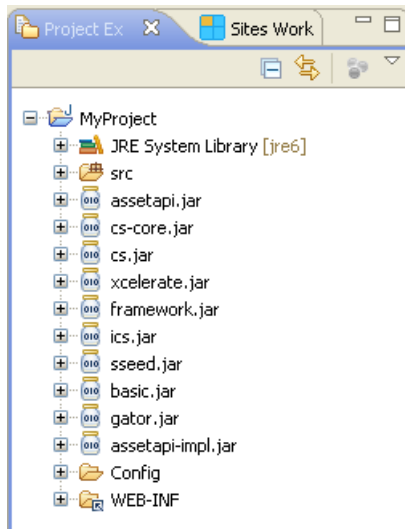 Project Ex Sites Work
MyProject
JRE System Library [jre6]
src
assetapi.jar
cs-core.jar
cs.jar
xcelerate.jar
framework.jar
ics.jar
sseed.jar
basic.jar
gator.jar
assetapi-impl.jar
Config
WEB-INF